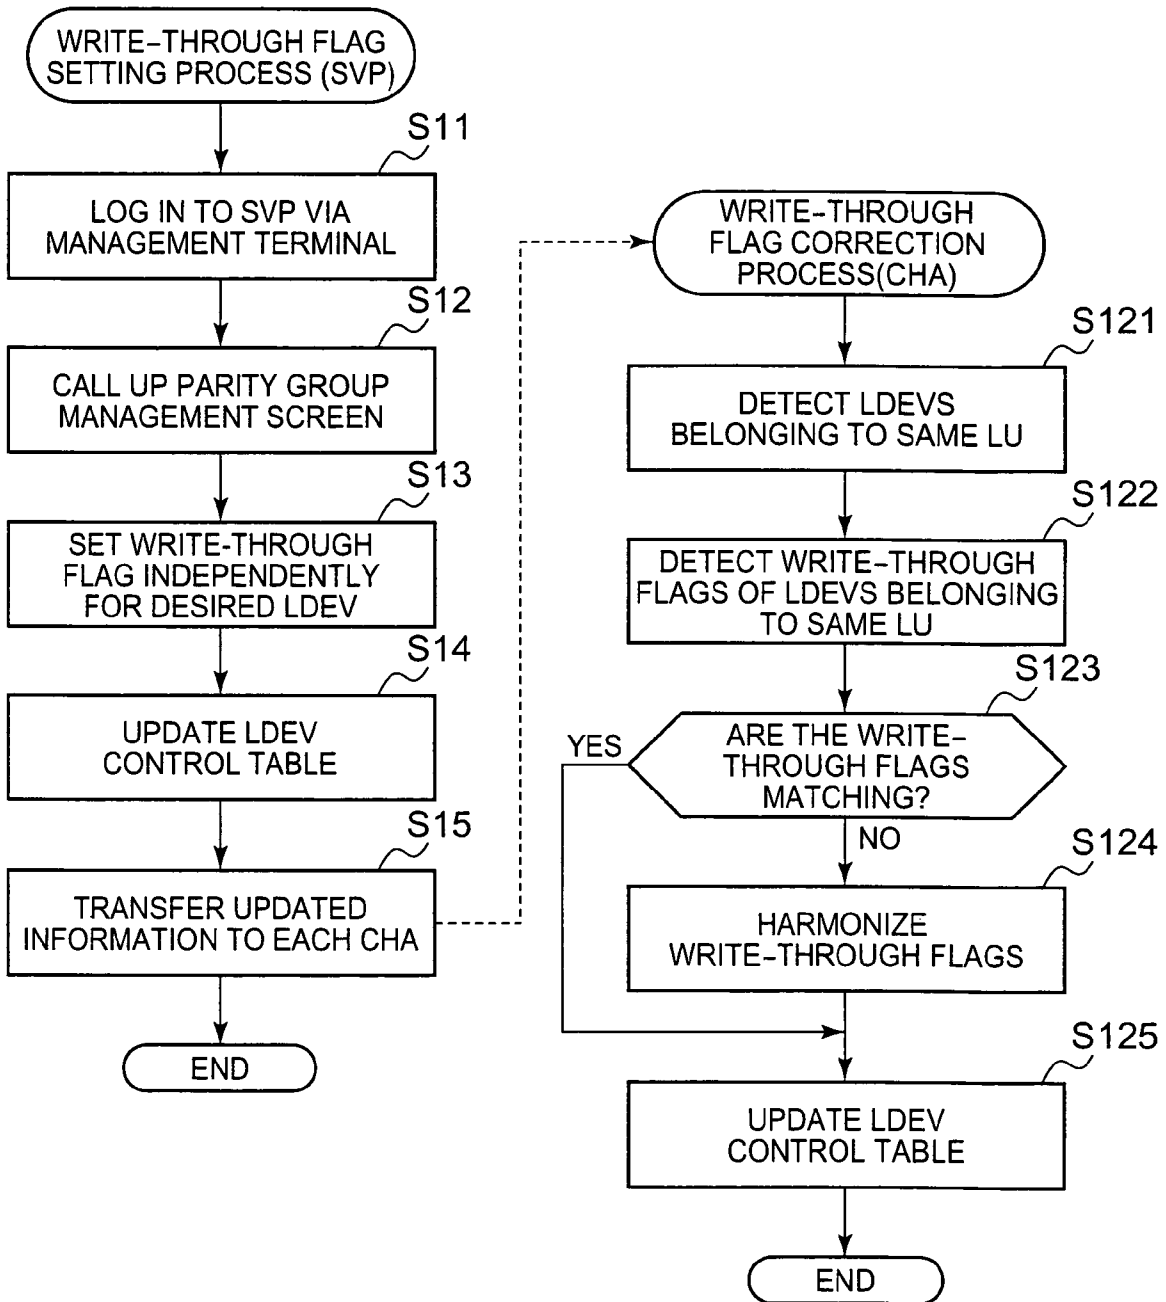 WRITE-THROUGH FLAG
SETTING PROCESS (SVP)
S11
LOG IN TO SVP VIA
MANAGEMENT TERMINAL
S12
CALL UP PARITY GROUP
MANAGEMENT SCREEN
S13
SET WRITE-THROUGH
FLAG INDEPENDENTLY
FOR DESIRED LDEV
S14
UPDATE LDEV
CONTROL TABLE
S15
TRANSFER UPDATED
INFORMATION TO EACH CHA
END
WRITE-THROUGH
FLAG CORRECTION
PROCESS(CHA)
S121
DETECT LDEVS
BELONGING TO SAME LU
S122
DETECT WRITE-THROUGH
FLAGS OF LDEVS BELONGING
TO SAME LU
S123
ARE THE WRITE-
THROUGH FLAGS
MATCHING?
YES
NO
S124
HARMONIZE
WRITE-THROUGH FLAGS
S125
UPDATE LDEV
CONTROL TABLE
END